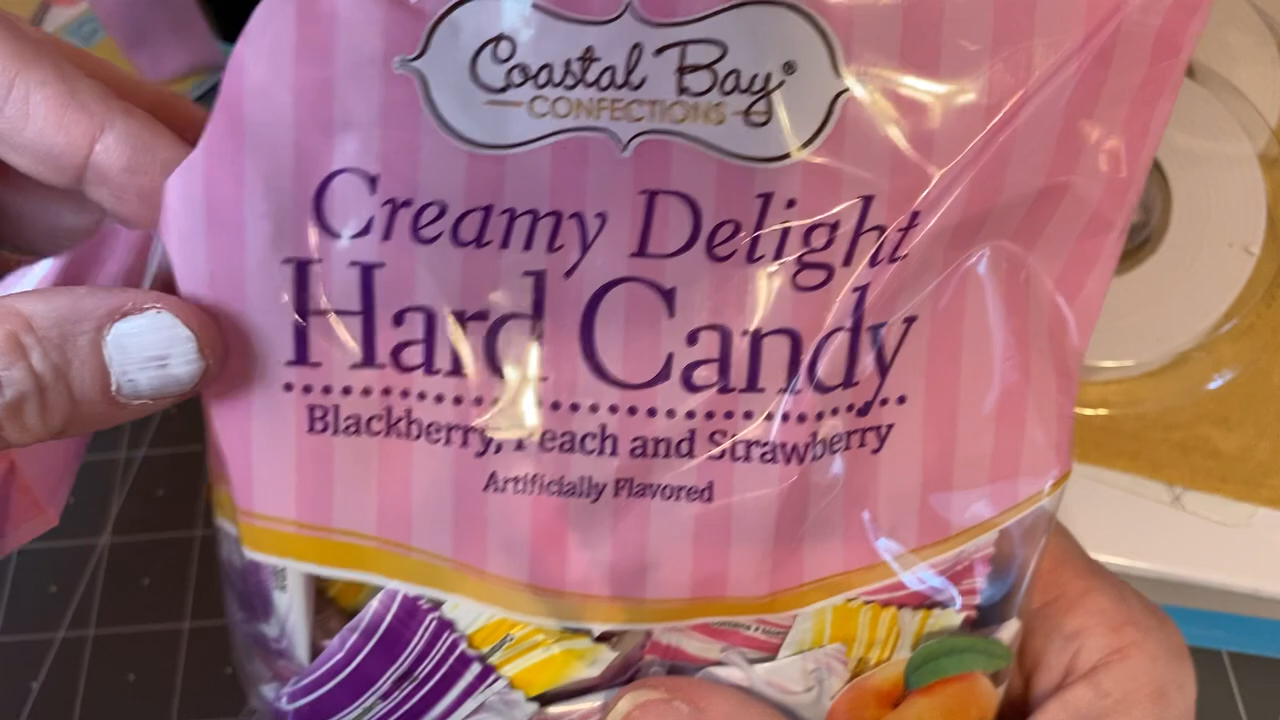 Coastal Bay®
CONFECTIONS
Creamy Delight
Hard Candy
Blackberry, Peach and Strawberry
Artificially Flavored